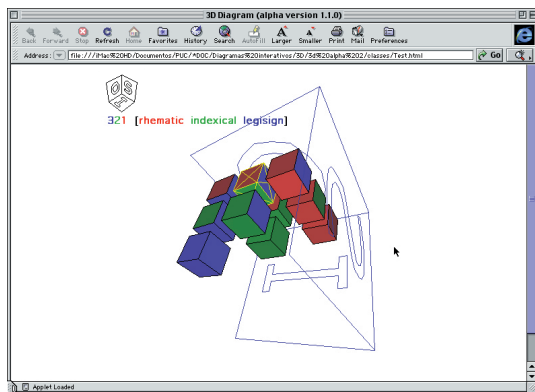 3D Diagram (alpha version 1.1.0)
Back Forward Stop Refresh Home Favorites History Search AutoFill Larger Smaller Print Mail Preferences
Address: file:///iMac%20HD/Documentos/PUC/*DOC/Diagramas%20interativos/3D/3d%20alpha%202/classes/Test.html Go
O S I
321 [rhematic indexical legisign]
O
I
Applet Loaded